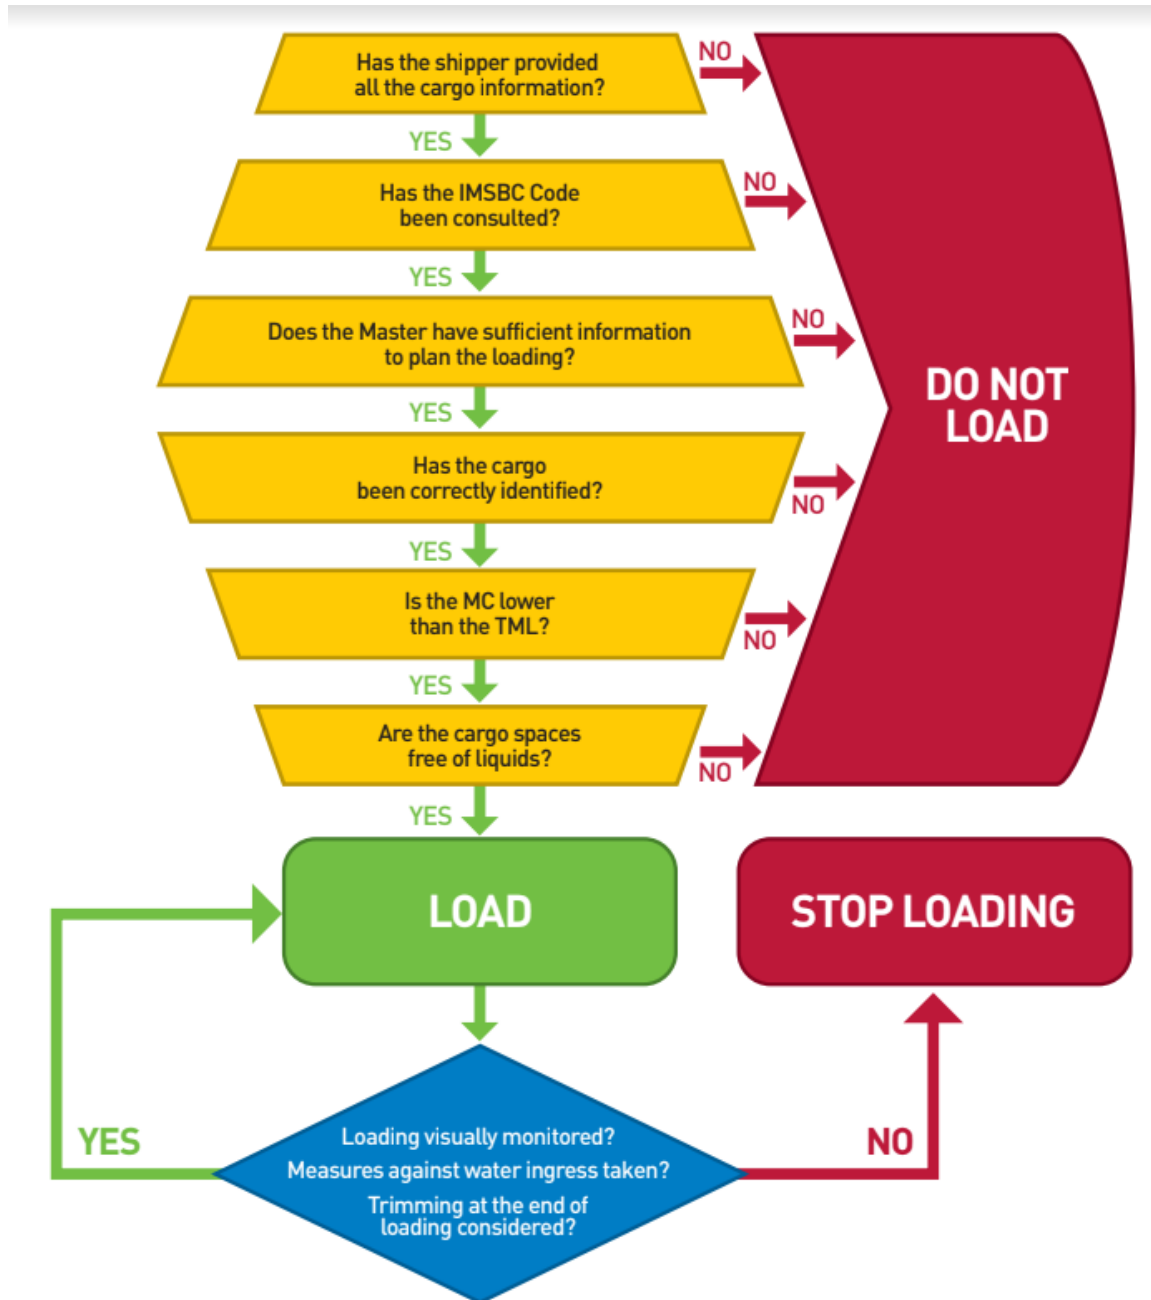 Has the shipper provided
all the cargo information?
NO
YES
Has the IMSBC Code
been consulted?
NO
YES
Does the Master have sufficient information
to plan the loading?
NO
YES
Has the cargo
been correctly identified?
NO
YES
Is the MC lower
than the TML?
NO
YES
Are the cargo spaces
free of liquids?
NO
YES
DO NOT
LOAD
LOAD
STOP LOADING
Loading visually monitored?
Measures against water ingress taken?
Trimming at the end of
loading considered?
YES
NO